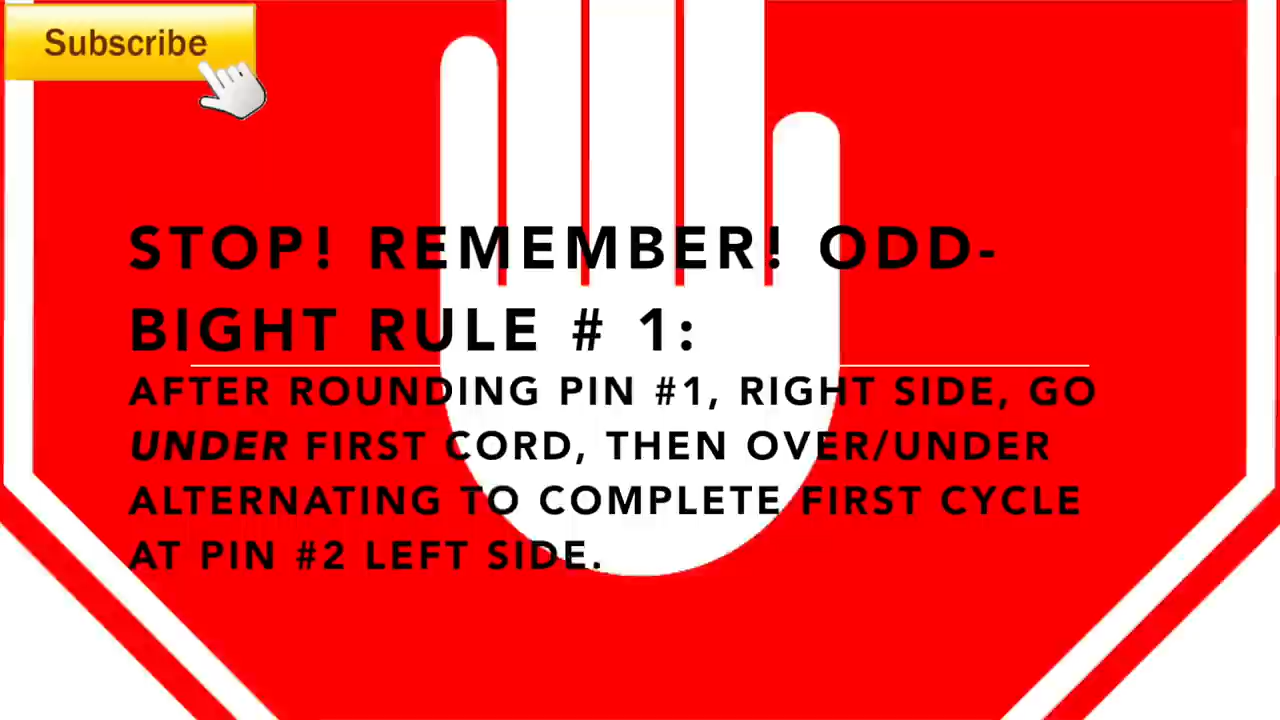 Subscribe
STOP! REMEMBER! ODD-
BIGHT RULE # 1:
AFTER ROUNDING PIN #1, RIGHT SIDE, GO
UNDER FIRST CORD, THEN OVER/UNDER
ALTERNATING TO COMPLETE FIRST CYCLE
AT PIN #2 LEFT SIDE.